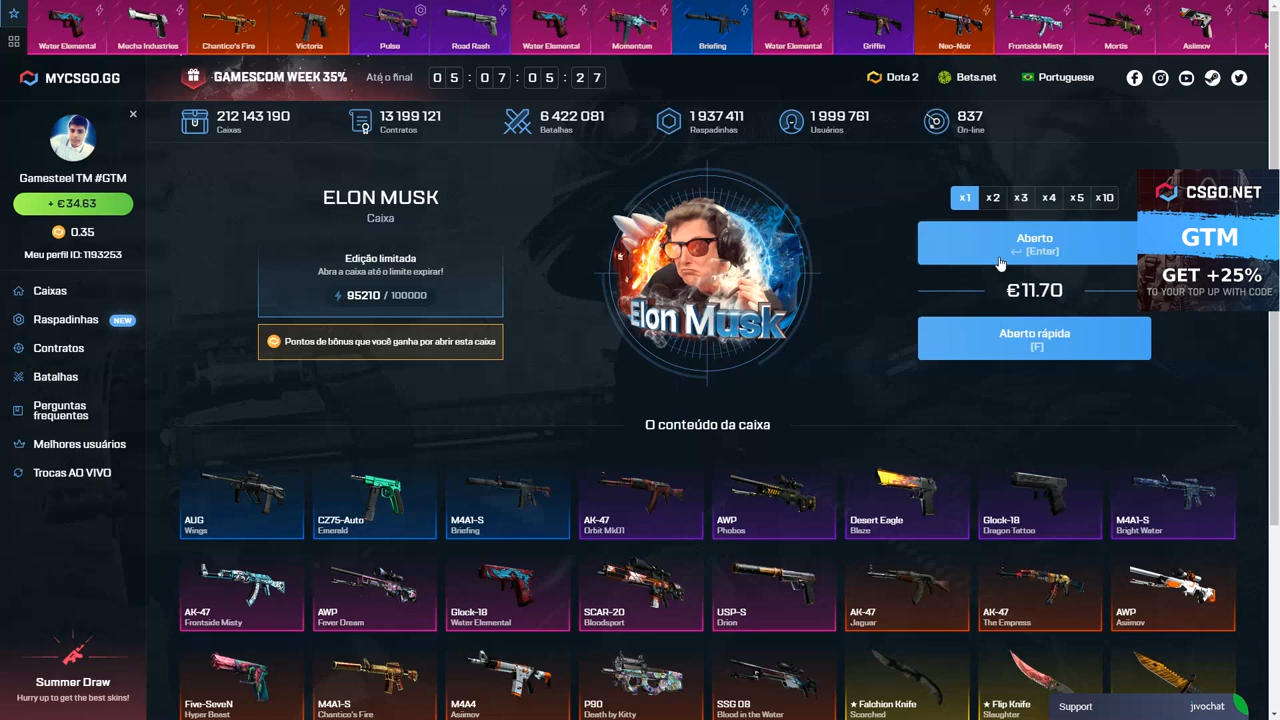 Water Elemental
Mecha Industries
Chantico's Fire
Victoria
Pulse
Road Rash
Water Elemental
Momentum
Briefing
Water Elemental
Griffin
Neo-Noir
Frontside Misty
Mortis
Asiimov
MYCSGO.GG
GAMESCOM WEEK 35%
Até o final
05:07:05:27
Dota 2
Bets.net
Portuguese
212 143 190
Caixas
13 199 121
Contratos
6 422 081
Batalhas
1 937 411
Raspadinhas
1 999 761
Usuários
837
On-line
Gamesteel TM #GTM
+ €34.63
0.35
Meu perfil ID: 1193253
Caixas
Raspadinhas NEW
Contratos
Batalhas
Perguntas
frequentes
Melhores usuários
Trocas AO VIVO
Summer Draw
Hurry up to get the best skins!
ELON MUSK
Caixa
Edição limitada
Abra a caixa até o limite expirar!
95210 / 100000
Pontos de bônus que você ganha por abrir esta caixa
Elon Musk
x1 x2 x3 x4 x5 x10
Aberto
[Enter]
€11.70
Aberto rápida
[F]
CSGO.NET
GTM
GET +25%
TO YOUR TOP UP WITH CODE
O conteúdo da caixa
AUG
Wings
CZ75-Auto
Emerald
M4A1-S
Briefing
AK-47
Orbit Mk01
AWP
Phobos
Desert Eagle
Blaze
Glock-18
Dragon Tattoo
M4A1-S
Bright Water
AK-47
Frontside Misty
AWP
Fever Dream
Glock-18
Water Elemental
SCAR-20
Bloodsport
USP-S
Orion
AK-47
Jaguar
AK-47
The Empress
AWP
Asiimov
Five-SeveN
Hyper Beast
M4A1-S
Chantico's Fire
M4A4
Asiimov
P90
Death by Kitty
SSG 08
Blood in the Water
★ Falchion Knife
Scorched
★ Flip Knife
Slaughter
Support
jivochat